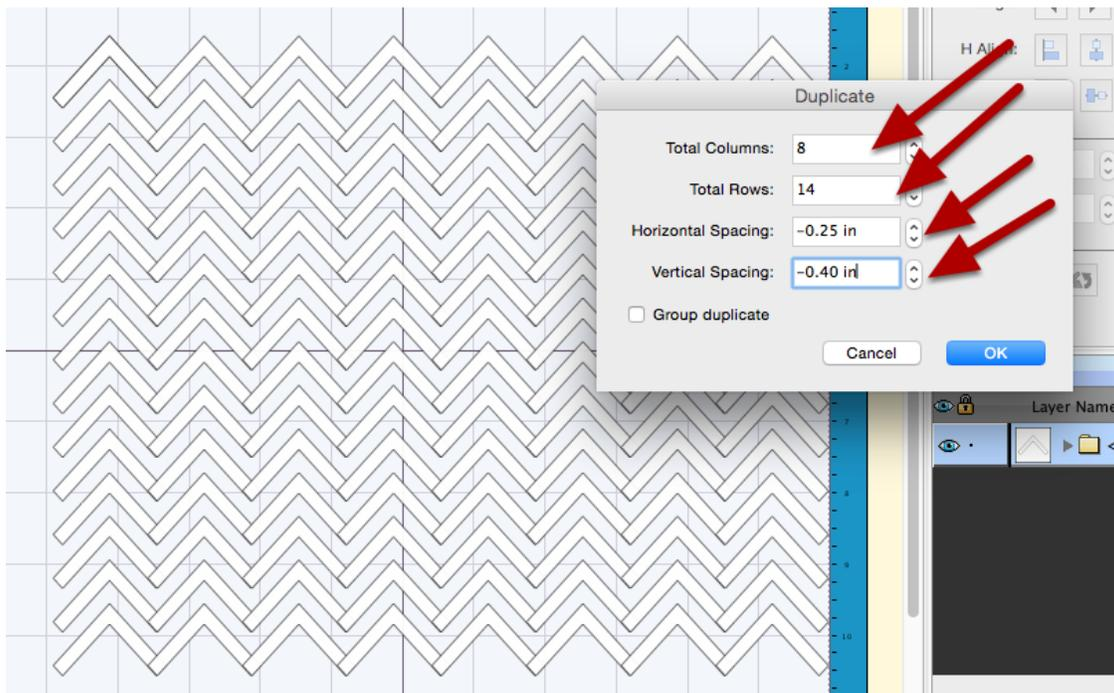 H Align:
2
Duplicate
Total Columns: 8
Total Rows: 14
Horizontal Spacing: -0.25 in
Vertical Spacing: -0.40 in
Group duplicate
Cancel OK
Layer Name
7
8
9
10